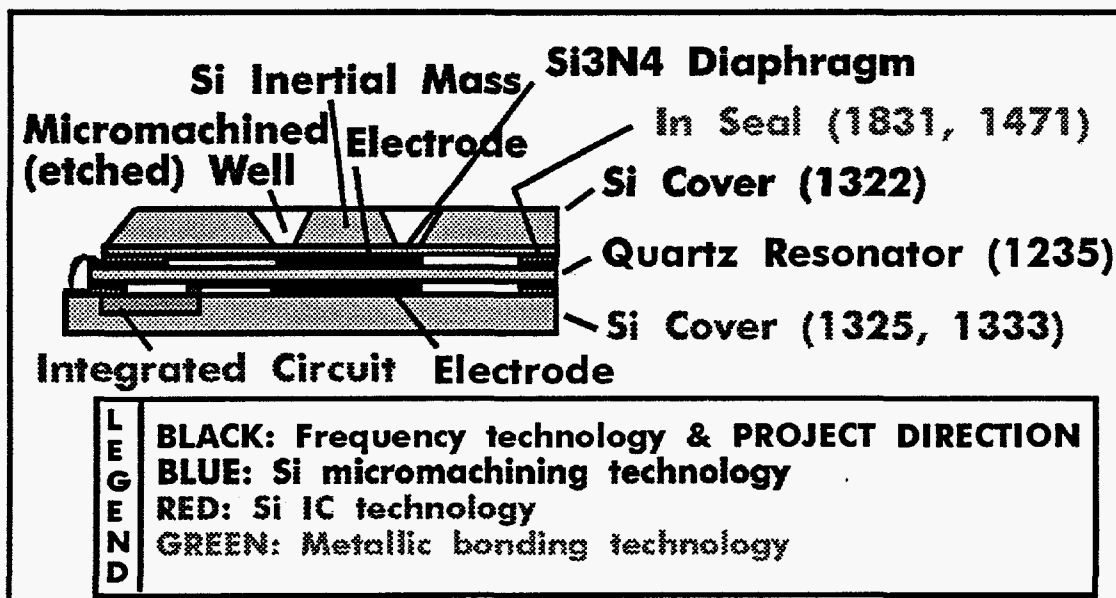 Si Inertial Mass
Si3N4 Diaphragm
Micromachined
(etched) Well
Electrode
In Seal (1831, 1471)
Si Cover (1322)
Quartz Resonator (1235)
Si Cover (1325, 1333)
Integrated Circuit
Electrode
LEGEND
BLACK: Frequency technology & PROJECT DIRECTION
BLUE: Si micromachining technology
RED: Si IC technology
GREEN: Metallic bonding technology